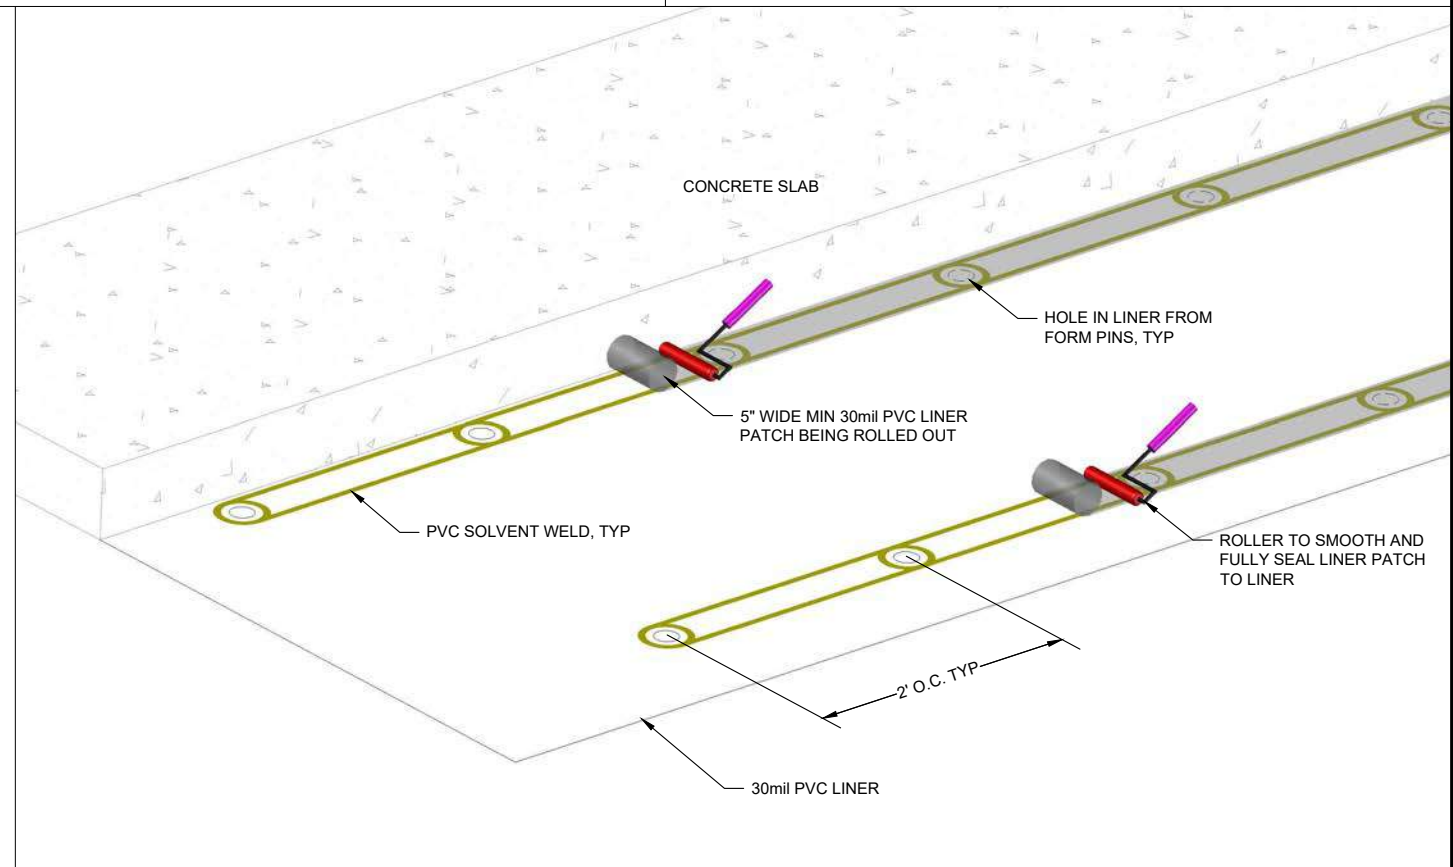 CONCRETE SLAB
HOLE IN LINER FROM
FORM PINS, TYP
5" WIDE MIN 30mil PVC LINER
PATCH BEING ROLLED OUT
PVC SOLVENT WELD, TYP
ROLLER TO SMOOTH AND
FULLY SEAL LINER PATCH
TO LINER
2' O.C. TYP
30mil PVC LINER